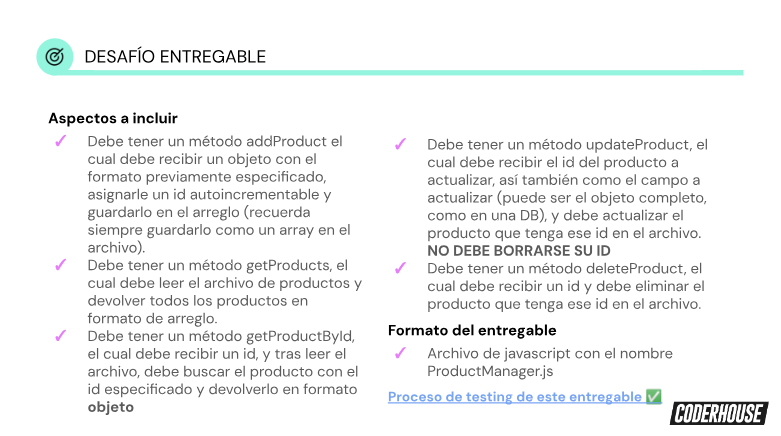 DESAFÍO ENTREGABLE
Aspectos a incluir
✓ Debe tener un método addProduct el
cual debe recibir un objeto con el
formato previamente especificado,
asignarle un id autoincrementable y
guardarlo en el arreglo (recuerda
siempre guardarlo como un array en el
archivo).
✓ Debe tener un método getProducts, el
cual debe leer el archivo de productos y
devolver todos los productos en
formato de arreglo.
✓ Debe tener un método getProductById,
el cual debe recibir un id, y tras leer el
archivo, debe buscar el producto con el
id especificado y devolverlo en formato
objeto
✓ Debe tener un método updateProduct, el
cual debe recibir el id del producto a
actualizar, así también como el campo a
actualizar (puede ser el objeto completo,
como en una DB), y debe actualizar el
producto que tenga ese id en el archivo.
NO DEBE BORRARSE SU ID
✓ Debe tener un método deleteProduct, el
cual debe recibir un id y debe eliminar el
producto que tenga ese id en el archivo.
Formato del entregable
✓ Archivo de javascript con el nombre
ProductManager.js
Proceso de testing de este entregable ✅
CODERHOUSE